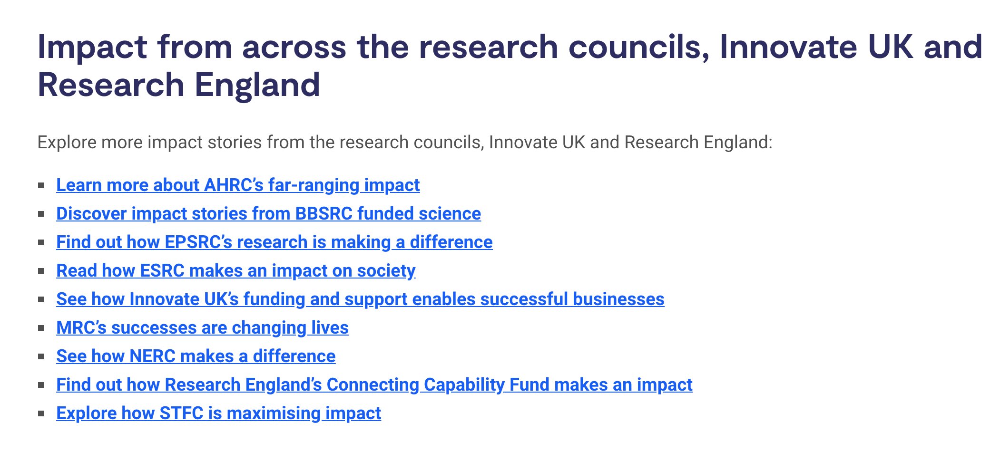 Impact from across the research councils, Innovate UK and
Research England
Explore more impact stories from the research councils, Innovate UK and Research England:
Learn more about AHRC’s far-ranging impact
Discover impact stories from BBSRC funded science
Find out how EPSRC’s research is making a difference
Read how ESRC makes an impact on society
See how Innovate UK’s funding and support enables successful businesses
MRC’s successes are changing lives
See how NERC makes a difference
Find out how Research England’s Connecting Capability Fund makes an impact
Explore how STFC is maximising impact